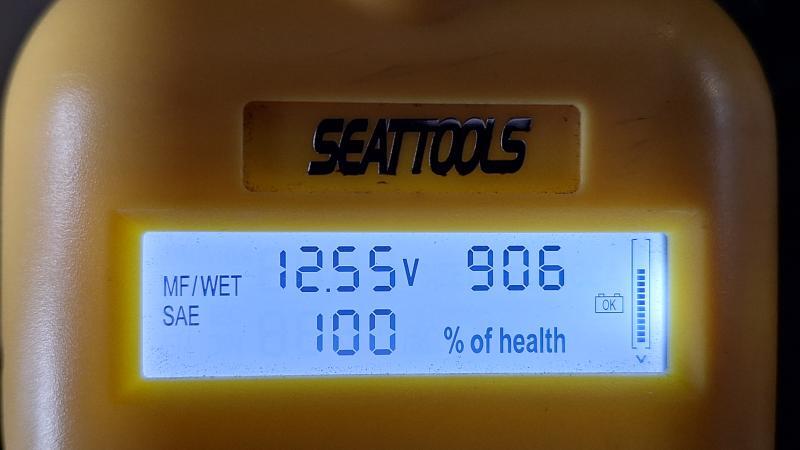 SEATTOOLS
MF/WET 12.55V 906
SAE 100 % of health
OK
V